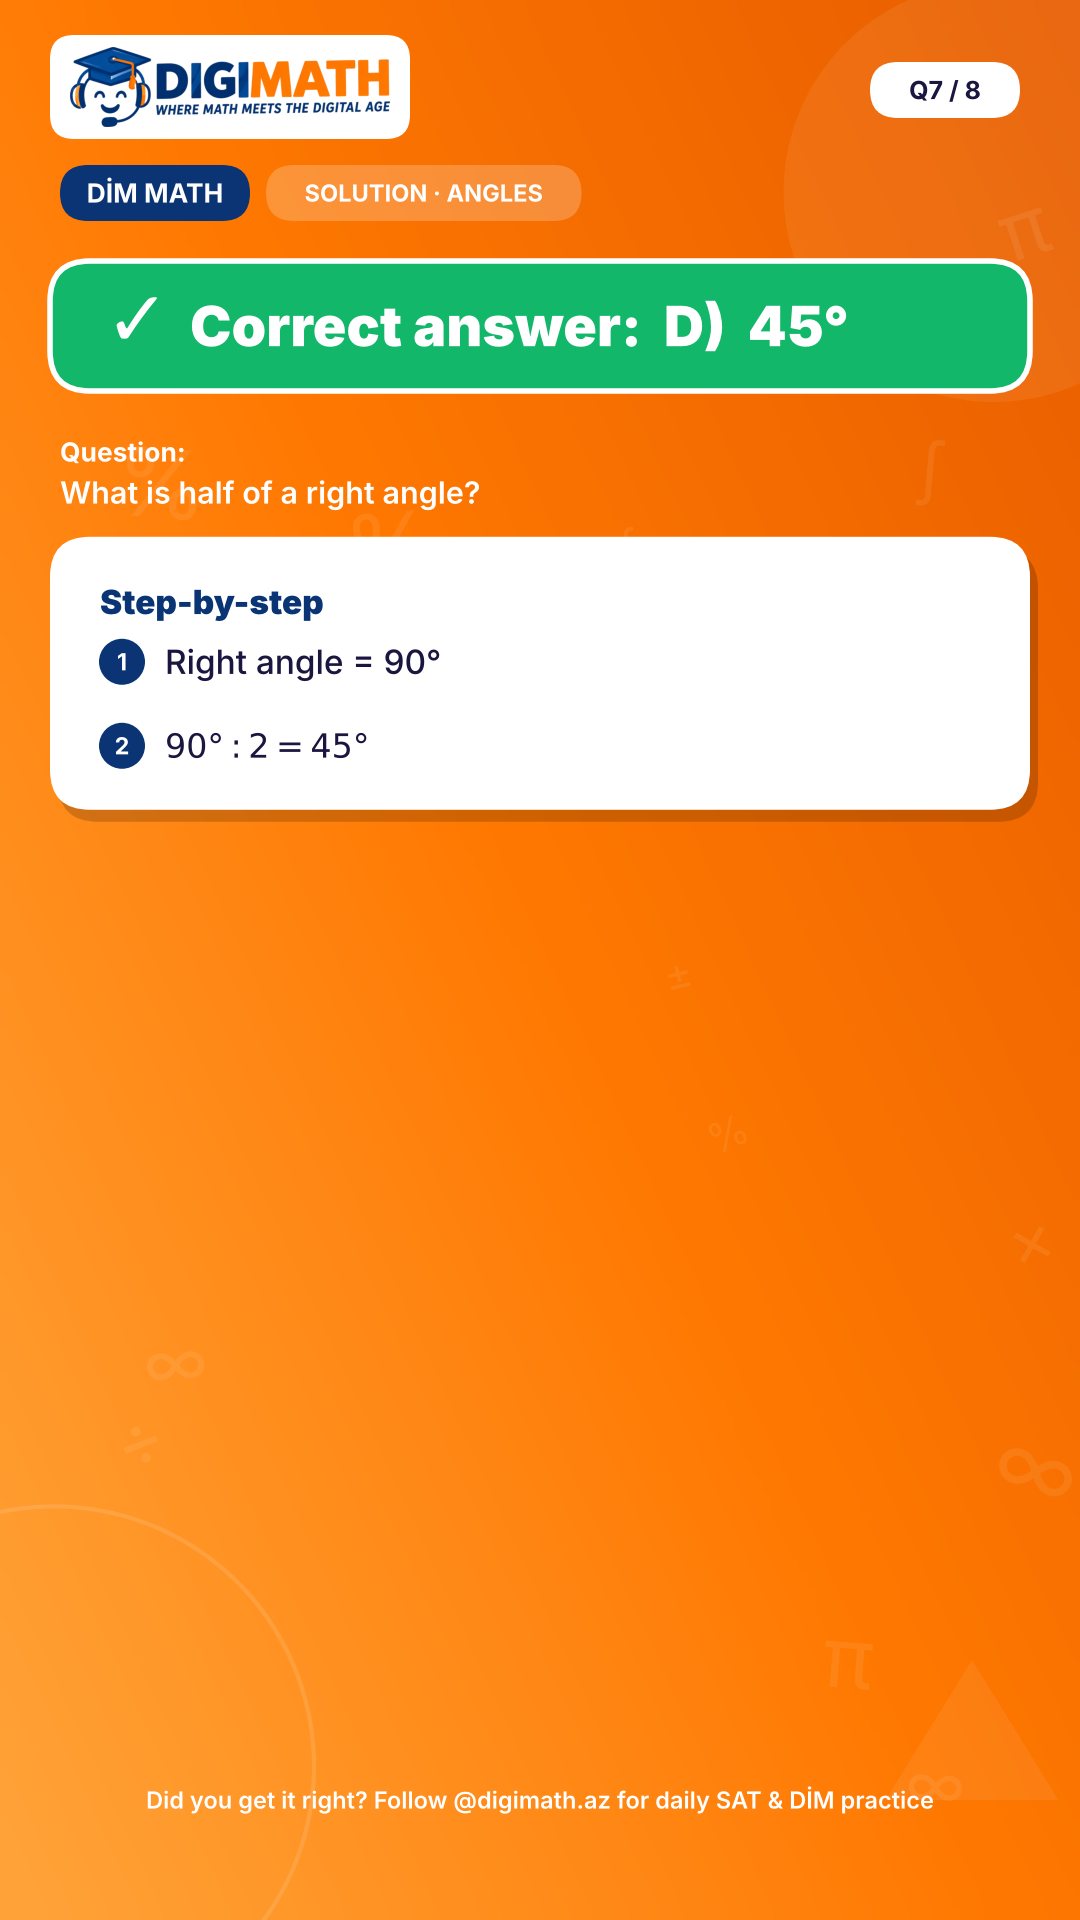 DIGIMATH
WHERE MATH MEETS THE DIGITAL AGE
Q7 / 8
DİM MATH
SOLUTION · ANGLES
✓ Correct answer: D) 45°
Question:
What is half of a right angle?
Step-by-step
1 Right angle = 90°
2 90° : 2 = 45°
Did you get it right? Follow @digimath.az for daily SAT & DİM practice
π
%
%
∫
±
%
×
∞
÷
∞
π
∞